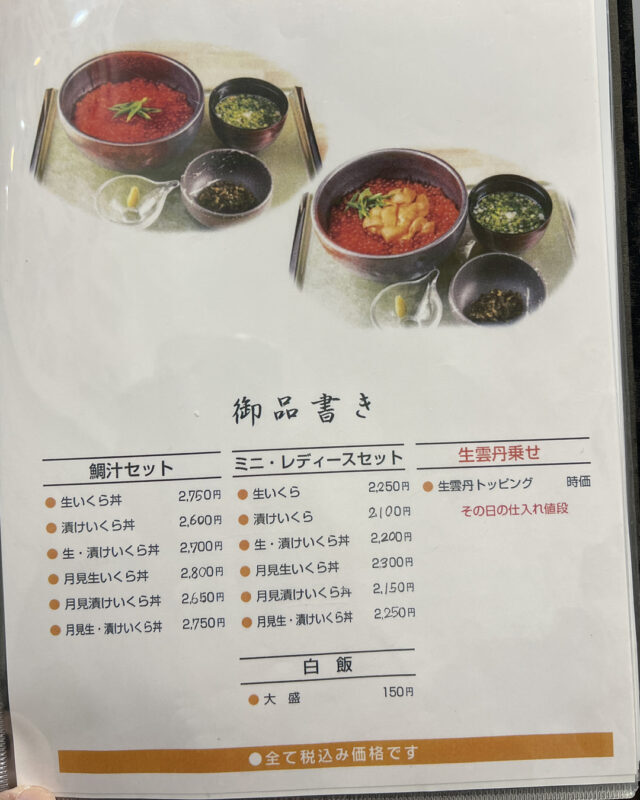 御品書き
鯛汁セット
生いくら丼 2,750円
漬けいくら丼 2,600円
生・漬けいくら丼 2,700円
月見生いくら丼 2,800円
月見漬けいくら丼 2,650円
月見生・漬けいくら丼 2,750円
ミニ・レディースセット
生いくら 2,250円
漬けいくら 2,100円
生・漬けいくら丼 2,200円
月見生いくら丼 2,300円
月見漬けいくら丼 2,150円
月見生・漬けいくら丼 2,250円
生雲丹乗せ
生雲丹トッピング 時価
その日の仕入れ値段
白飯
大盛 150円
●全て税込み価格です